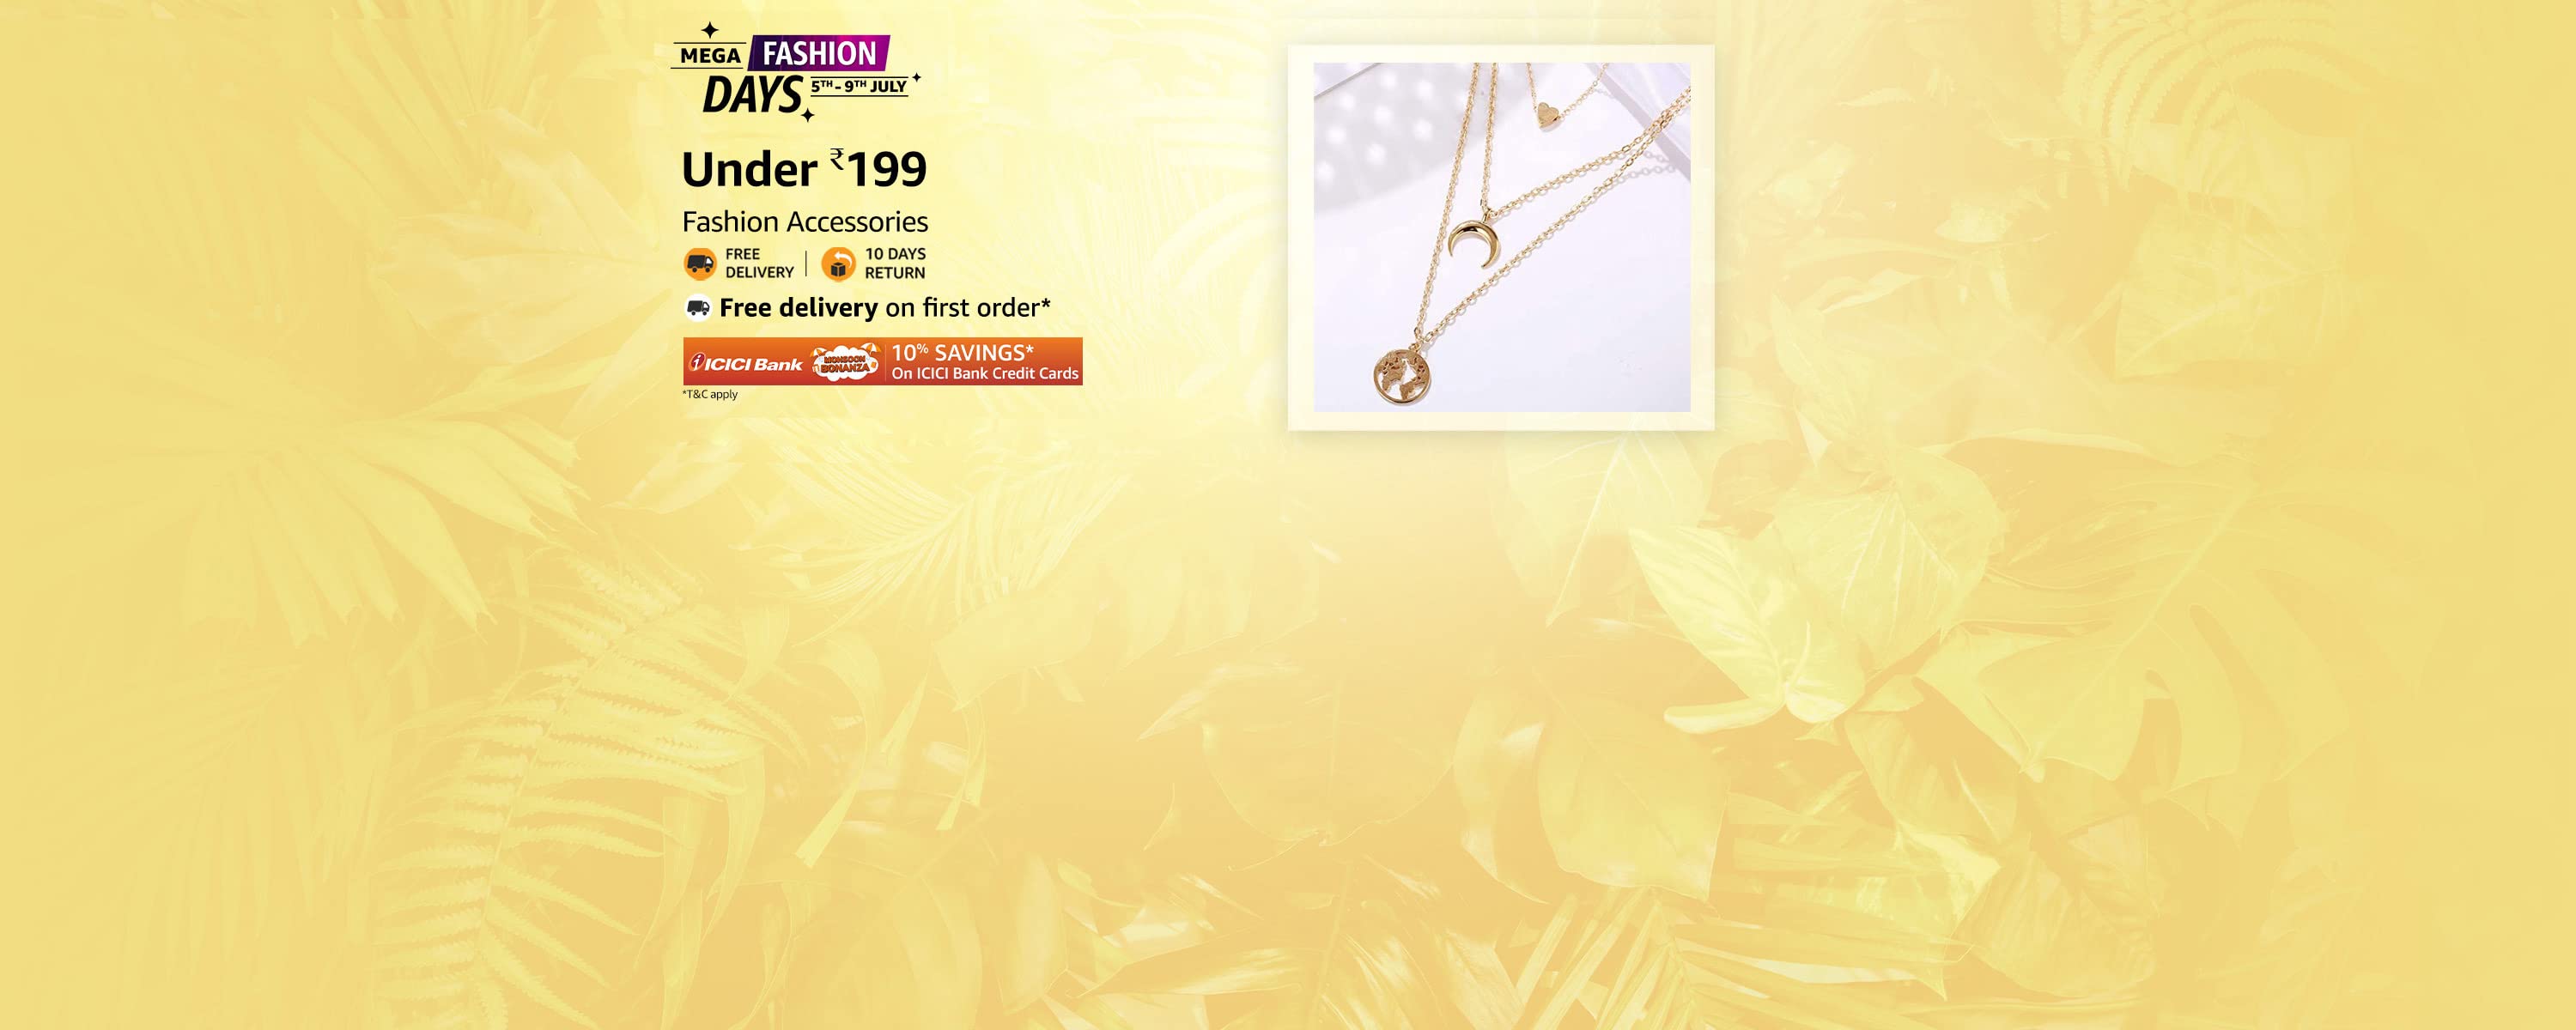 MEGA FASHION
DAYS 5TH - 9TH JULY
Under ₹199
Fashion Accessories
FREE DELIVERY
10 DAYS RETURN
Free delivery on first order*
ICICI Bank
MONSOON BONANZA
10% SAVINGS*
On ICICI Bank Credit Cards
*T&C apply